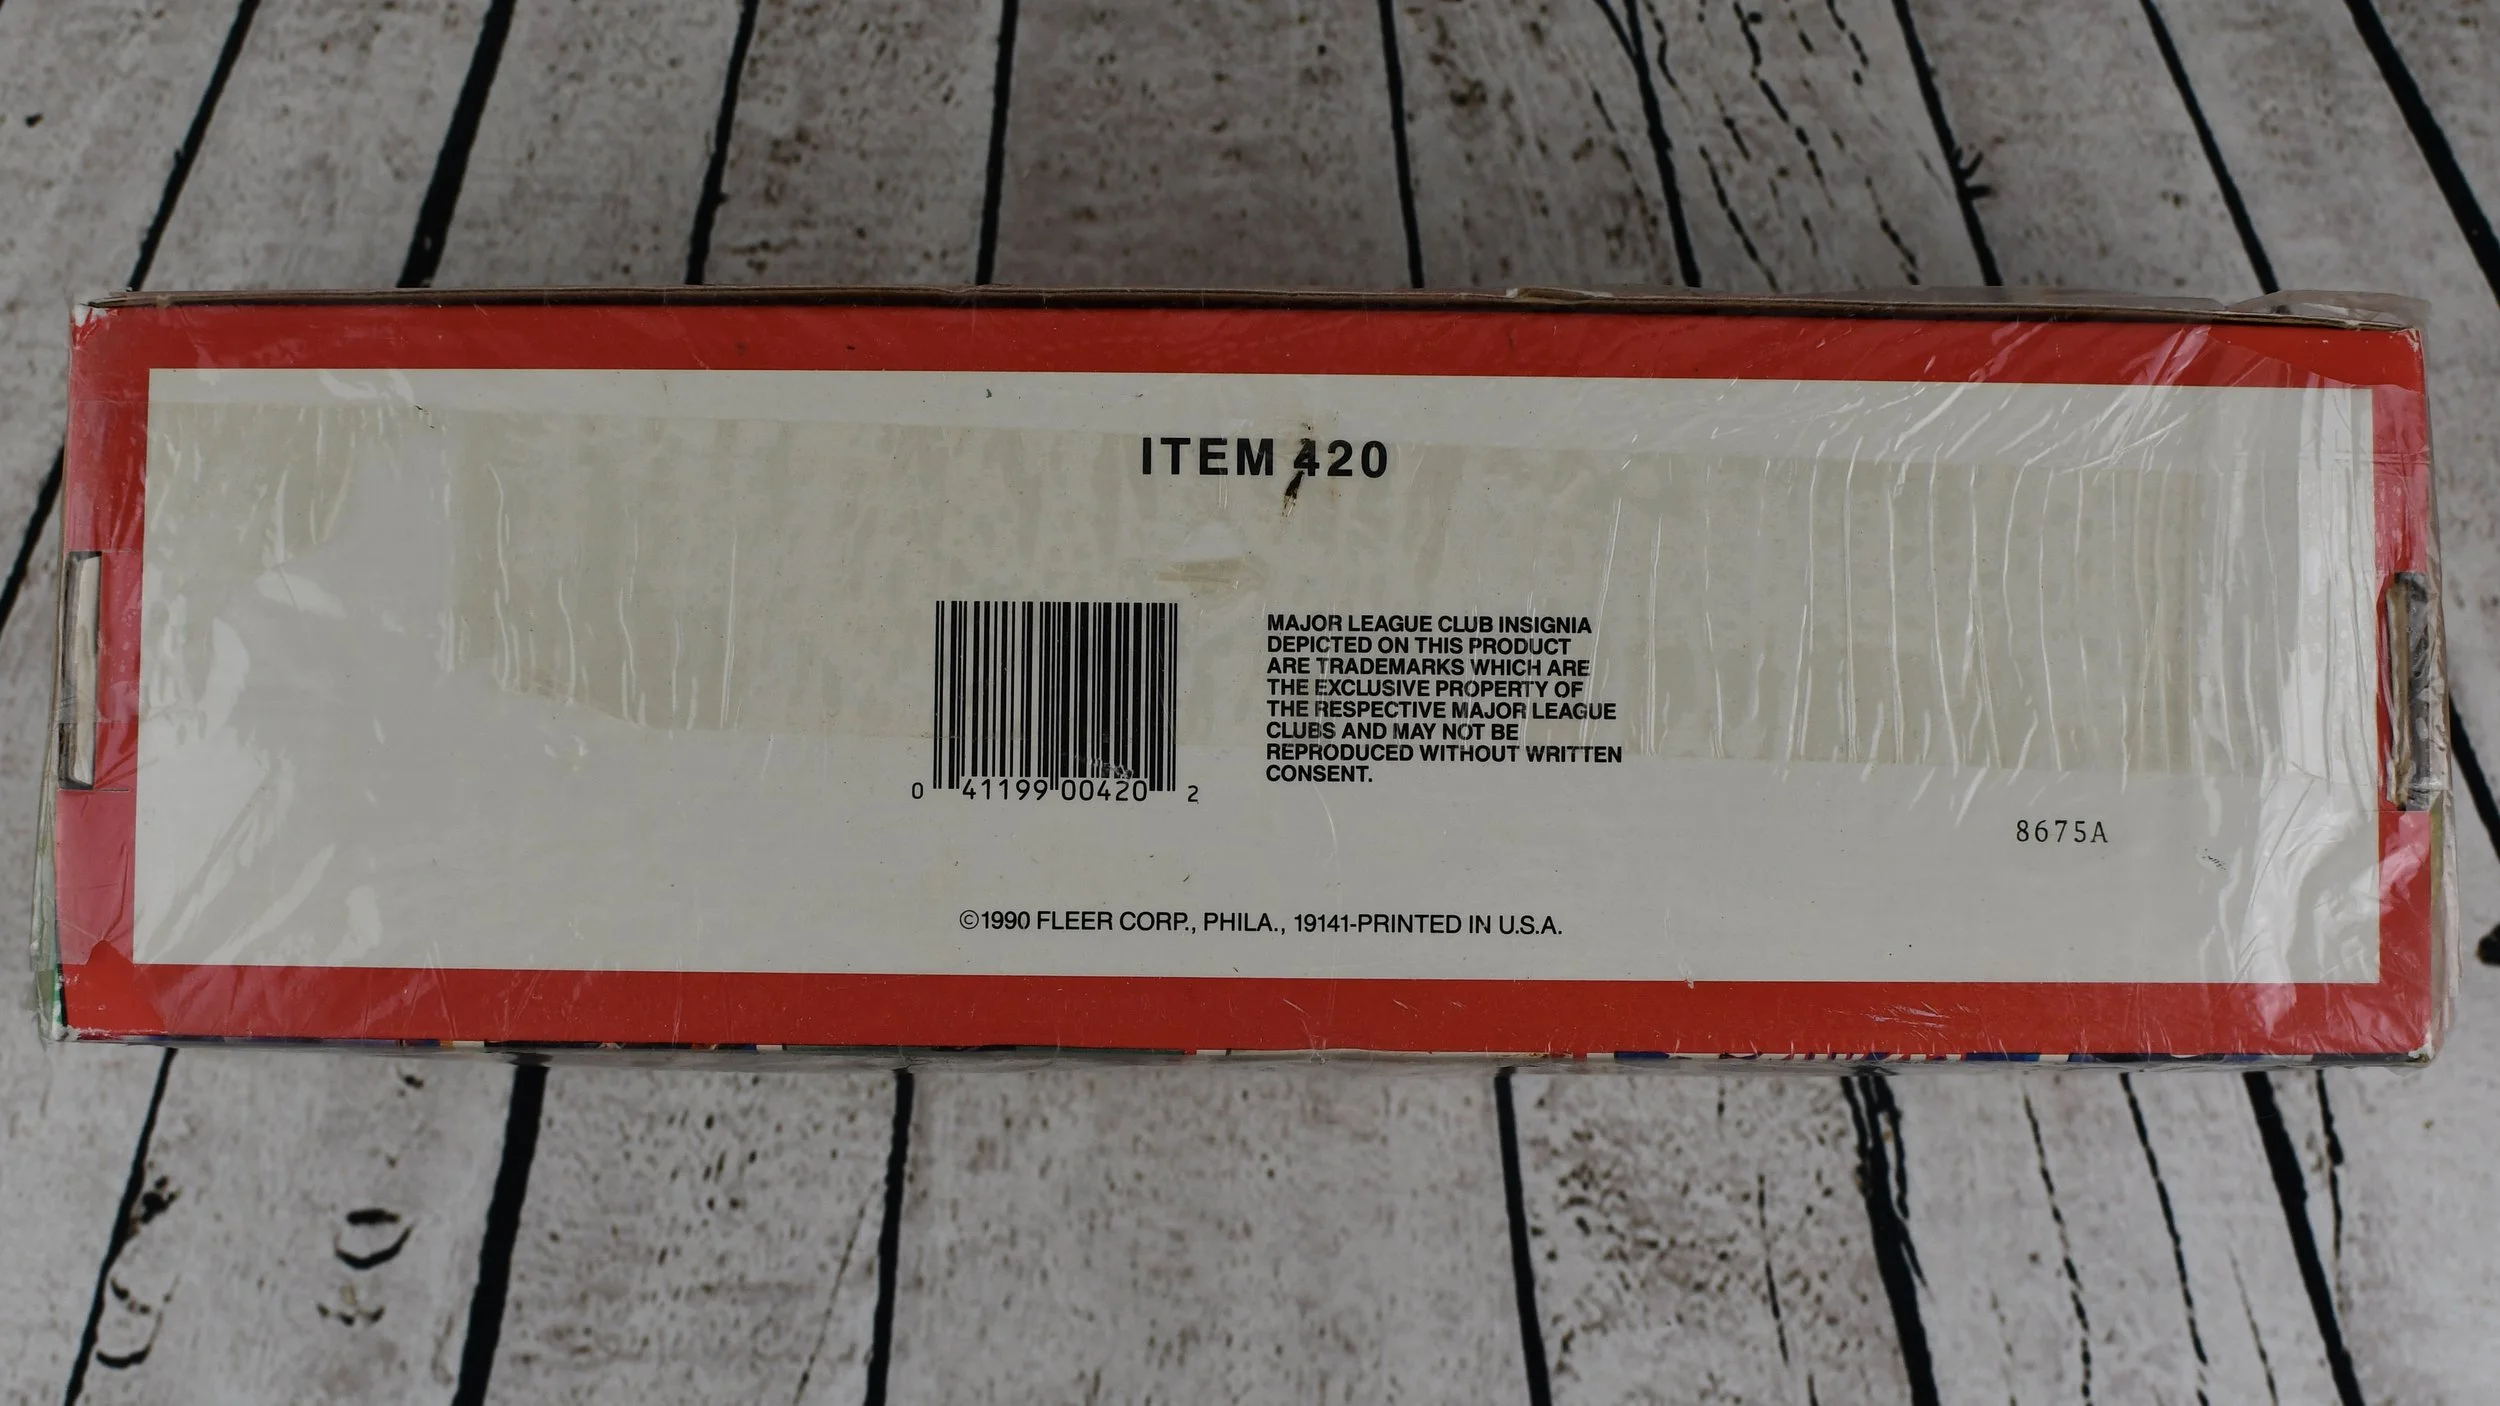 ITEM 420
MAJOR LEAGUE CLUB INSIGNIA
DEPICTED ON THIS PRODUCT
ARE TRADEMARKS WHICH ARE
THE EXCLUSIVE PROPERTY OF
THE RESPECTIVE MAJOR LEAGUE
CLUBS AND MAY NOT BE
REPRODUCED WITHOUT WRITTEN
CONSENT.
0 41199 00420 2
8675A
©1990 FLEER CORP., PHILA., 19141-PRINTED IN U.S.A.